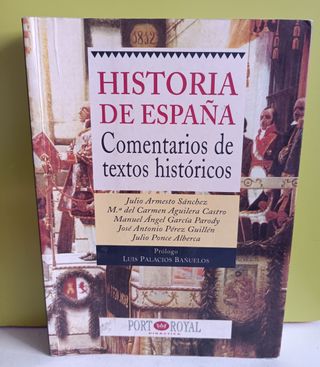 1812
HISTORIA
DE ESPAÑA
Comentarios de
textos históricos
Julio Armesto Sánchez
M.ª del Carmen Aguilera Castro
Manuel Ángel García Parody
José Antonio Pérez Guillén
Julio Ponce Alberca
Prólogo
LUIS PALACIOS BAÑUELOS
PORT ROYAL
DIDÁCTICA